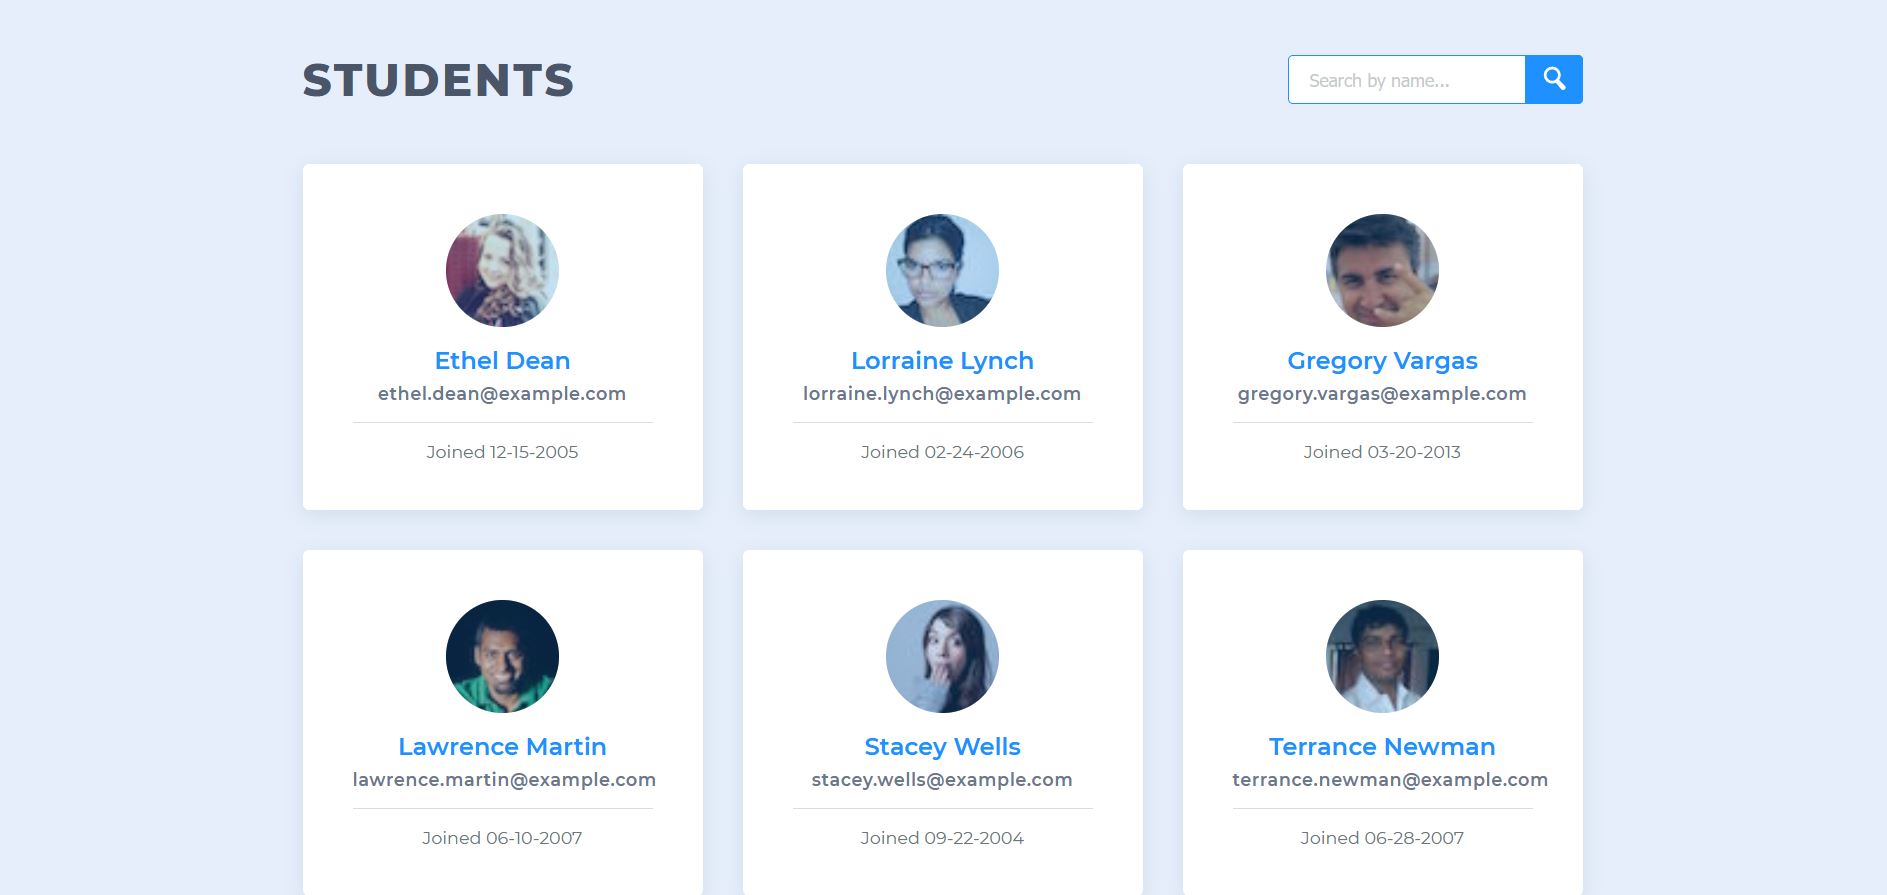 STUDENTS
Search by name...
Ethel Dean
ethel.dean@example.com
Joined 12-15-2005
Lorraine Lynch
lorraine.lynch@example.com
Joined 02-24-2006
Gregory Vargas
gregory.vargas@example.com
Joined 03-20-2013
Lawrence Martin
lawrence.martin@example.com
Joined 06-10-2007
Stacey Wells
stacey.wells@example.com
Joined 09-22-2004
Terrance Newman
terrance.newman@example.com
Joined 06-28-2007